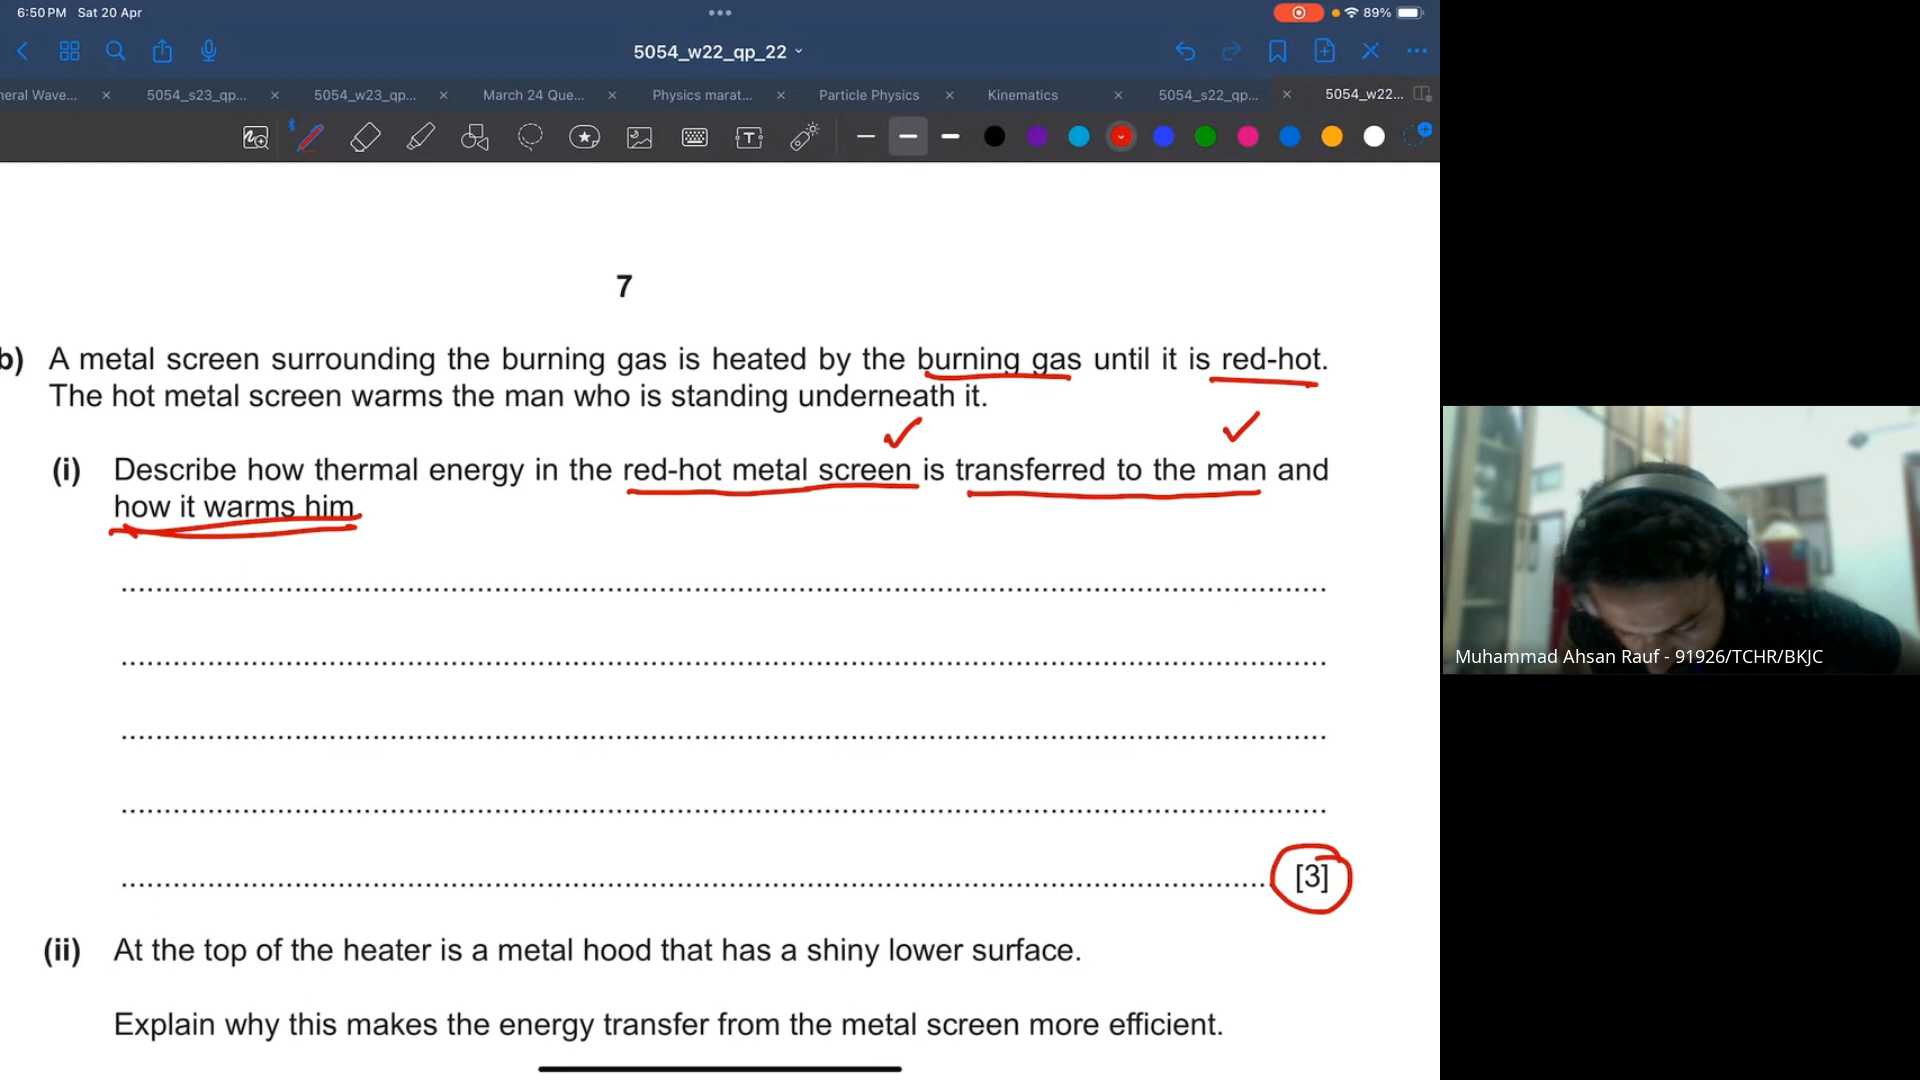 6:50 PM Sat 20 Apr
89%
5054_w22_qp_22
neral Wave...
5054_s23_qp...
5054_w23_qp...
March 24 Que...
Physics marat...
Particle Physics
Kinematics
5054_s22_qp...
5054_w22...
7
b) A metal screen surrounding the burning gas is heated by the burning gas until it is red-hot.
The hot metal screen warms the man who is standing underneath it.
(i) Describe how thermal energy in the red-hot metal screen is transferred to the man and
how it warms him
[3]
(ii) At the top of the heater is a metal hood that has a shiny lower surface.
Explain why this makes the energy transfer from the metal screen more efficient.
Muhammad Ahsan Rauf - 91926/TCHR/BKJC